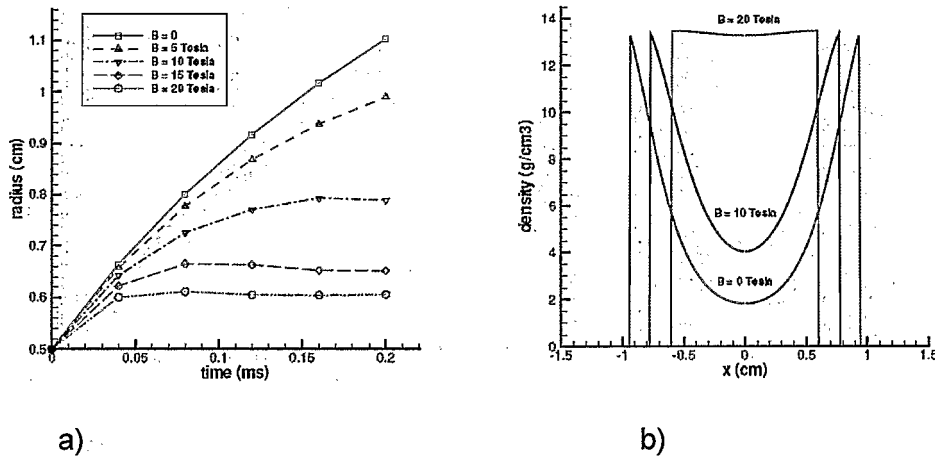 1.1
1
0.9
0.8
0.7
0.6
0.5
radius (cm)
B = 0
B = 5 Tesla
B = 10 Tesla
B = 15 Tesla
B = 20 Tesla
0
0.05
0.1
0.15
0.2
time (ms)
a)
14
12
10
8
6
4
2
0
density (g/cm3)
B = 20 Tesla
B = 10 Tesla
B = 0 Tesla
-1.5
-1
-0.5
0
0.5
1
1.5
x (cm)
b)